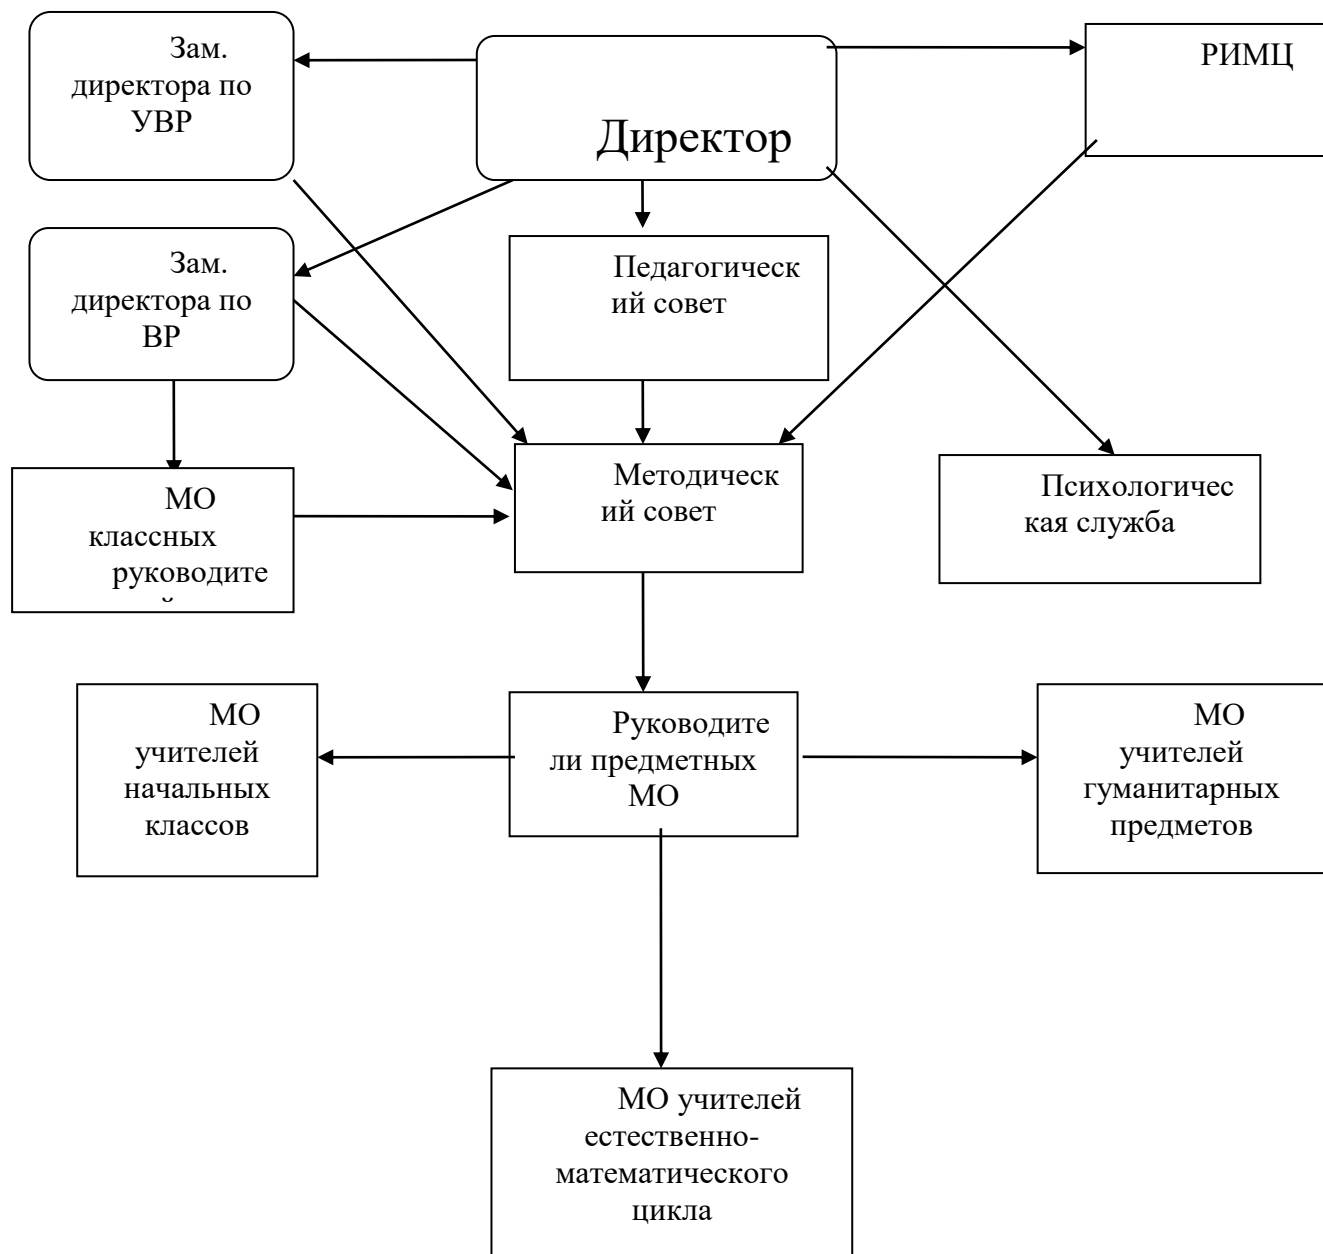 Зам.
директора по
УВР
Директор
РИМЦ
Зам.
директора по
ВР
Педагогическ
ий совет
МО
классных
руководите
Методическ
ий совет
Психологичес
кая служба
МО
учителей
начальных
классов
Руководите
ли предметных
МО
МО
учителей
гуманитарных
предметов
МО учителей
естественно-
математического
цикла